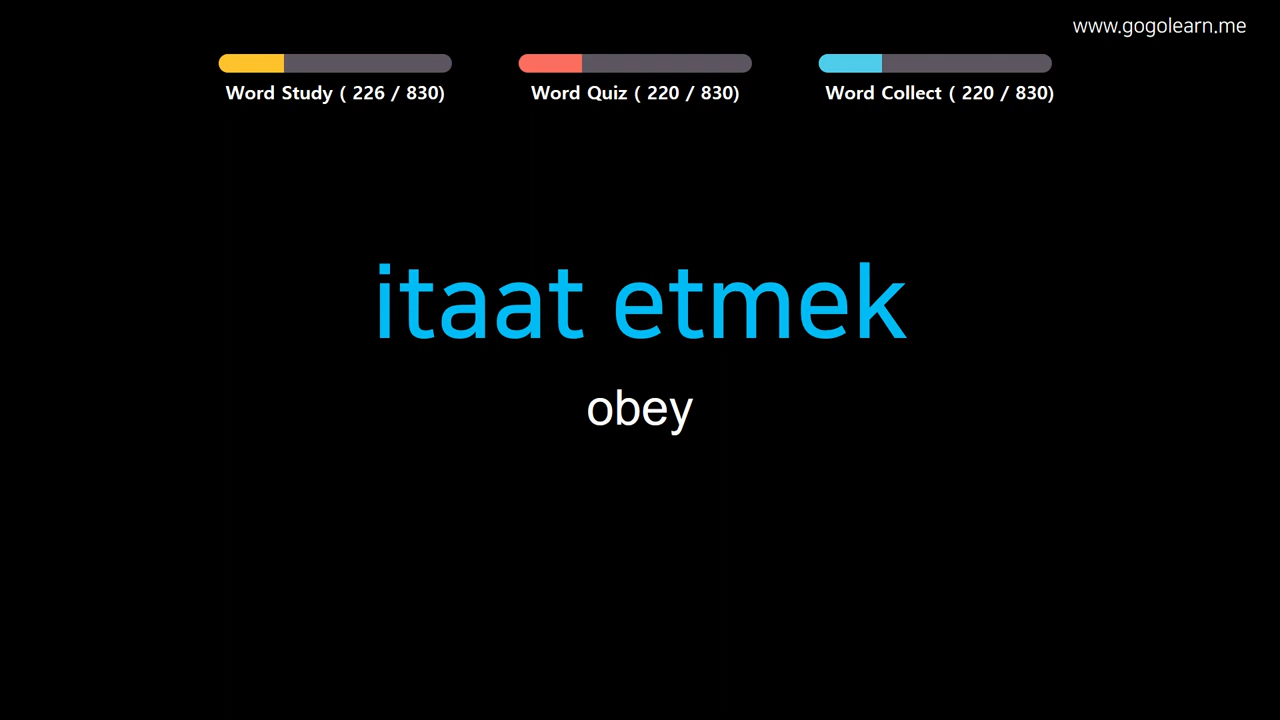 www.gogolearn.me
Word Study ( 226 / 830)
Word Quiz ( 220 / 830)
Word Collect ( 220 / 830)
itaat etmek
obey